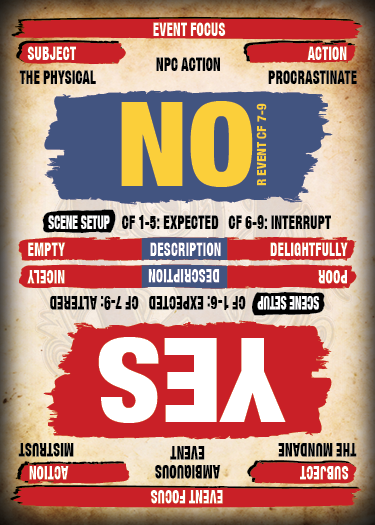 EVENT FOCUS
SUBJECT NPC ACTION ACTION
THE PHYSICAL PROCRASTINATE
NO
R EVENT CF 7-9
SCENE SETUP CF 1-5: EXPECTED CF 6-9: INTERRUPT
EMPTY DESCRIPTION DELIGHTFULLY
EVENT FOCUS
SUBJECT AMBIGUOUS ACTION
THE MUNDANE EVENT MISTRUST
YES
SCENE SETUP CF 1-6: EXPECTED CF 7-9: ALTERED
POOR DESCRIPTION NICELY